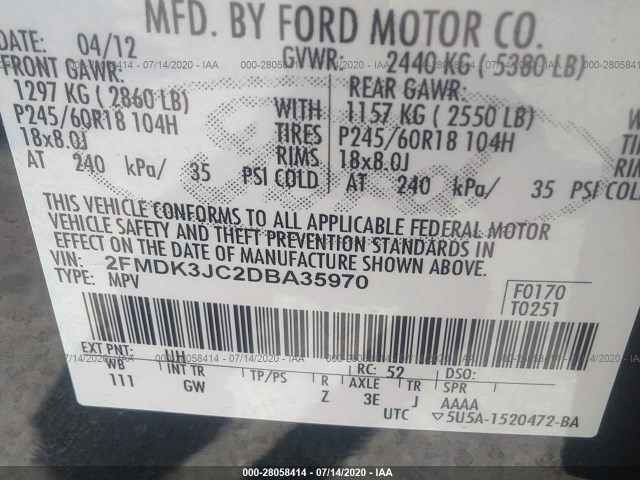 MFD. BY FORD MOTOR CO.
DATE: 04/12 GVWR: 2440 KG ( 5380 LB)
FRONT GAWR: REAR GAWR:
1297 KG ( 2860 LB) WITH 1157 KG ( 2550 LB) W
P245/60R18 104H TIRES P245/60R18 104H TI
18x8.0J RIMS 18x8.0J RI
AT 240 kPa/ 35 PSI COLD AT 240 kPa/ 35 PSI COL
THIS VEHICLE CONFORMS TO ALL APPLICABLE FEDERAL MOTOR
VEHICLE SAFETY AND THEFT PREVENTION STANDARDS IN
EFFECT ON THE DATE OF MANUFACTURE SHOWN ABOVE.
VIN: 2FMDK3JC2DBA35970
TYPE: MPV
F0170
T0251
EXT PNT: UH RC: 52 DSO:
WB INT TR TP/PS R AXLE TR SPR
111 GW Z 3E J AAAA
UTC ▽5U5A-1520472-BA
000-28058414 - 07/14/2020 - IAA